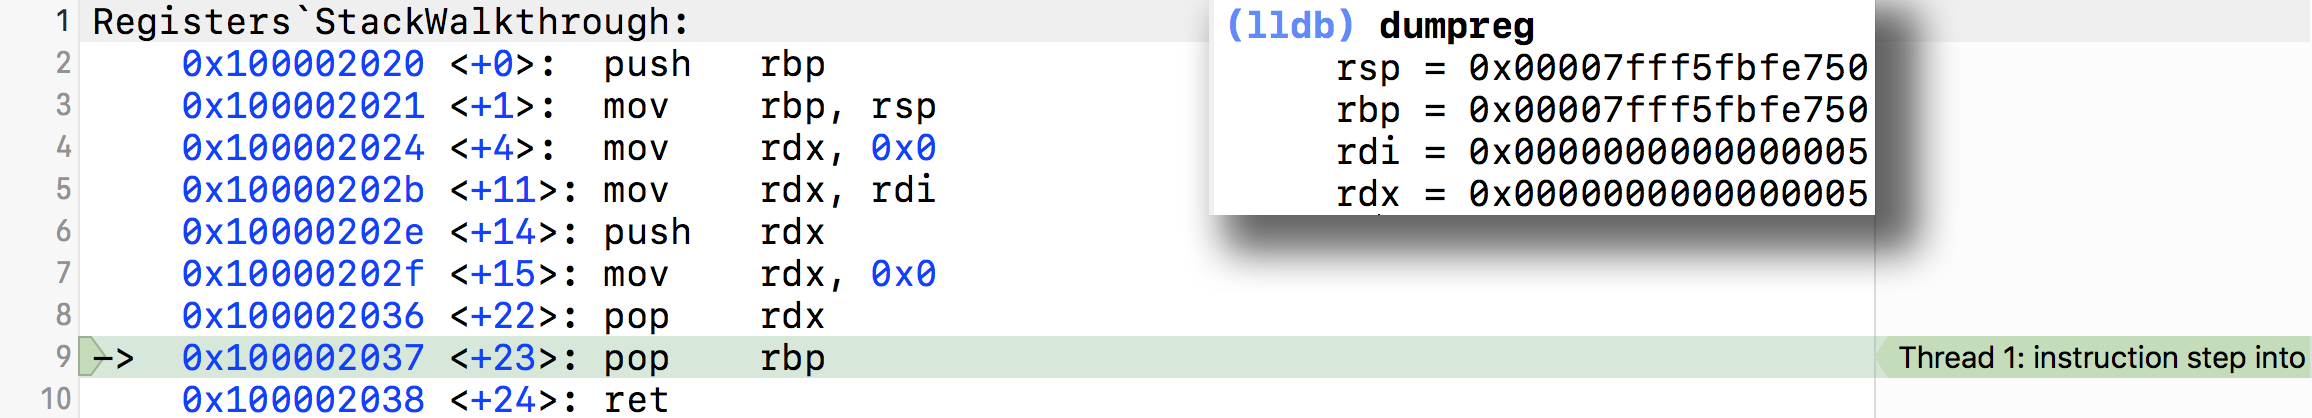 1 Registers`StackWalkthrough:
2 0x100002020 <+0>: push rbp
3 0x100002021 <+1>: mov rbp, rsp
4 0x100002024 <+4>: mov rdx, 0x0
5 0x10000202b <+11>: mov rdx, rdi
6 0x10000202e <+14>: push rdx
7 0x10000202f <+15>: mov rdx, 0x0
8 0x100002036 <+22>: pop rdx
9 -> 0x100002037 <+23>: pop rbp
10 0x100002038 <+24>: ret
(lldb) dumpreg
rsp = 0x00007fff5fbfe750
rbp = 0x00007fff5fbfe750
rdi = 0x0000000000000005
rdx = 0x0000000000000005
Thread 1: instruction step into